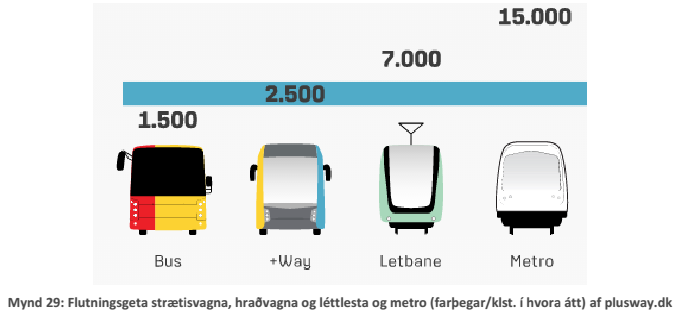 15.000
7.000
2.500
1.500
Bus +Way Letbane Metro
Mynd 29: Flutningsgeta strætisvagna, hraðvagna og léttlesta og metro (farþegar/klst. í hvora átt) af plusway.dk